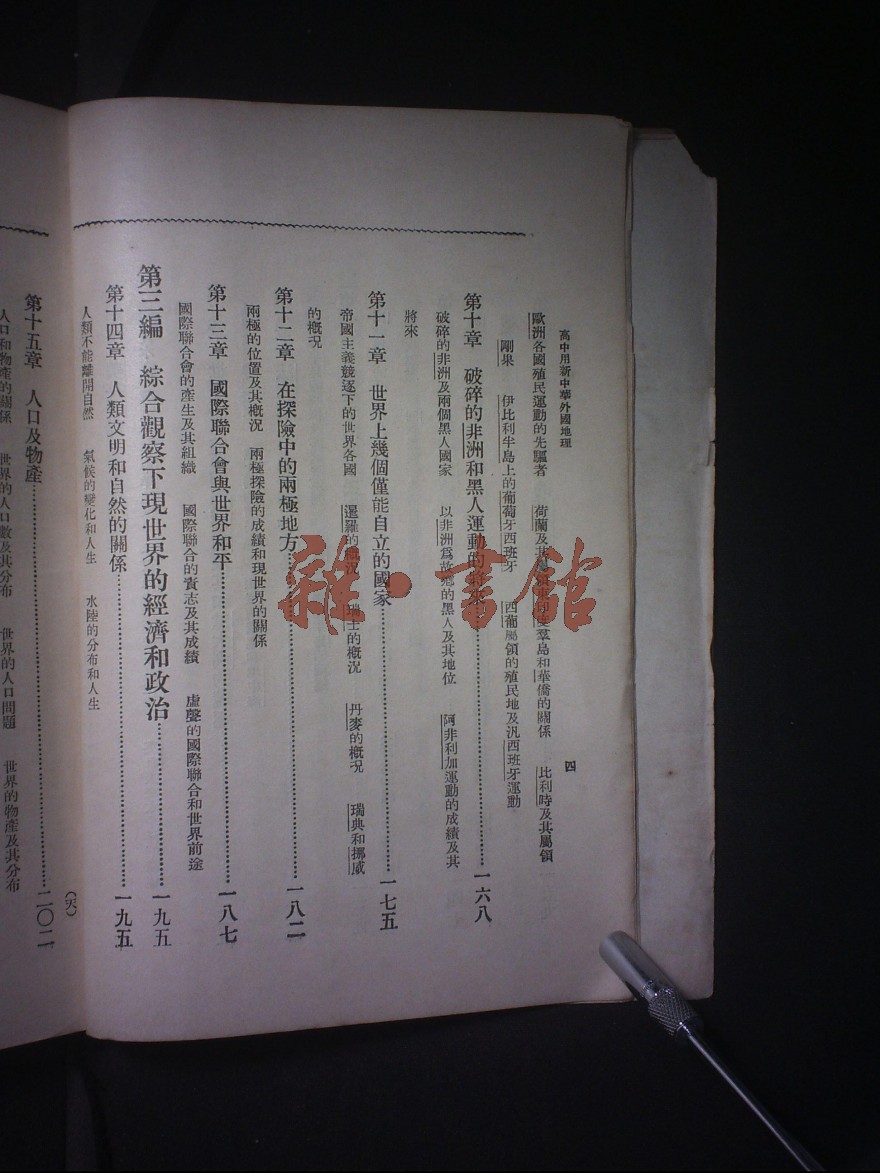 高中用新中華外國地理
四
歐洲各國殖民運動的先驅者　荷蘭及其
羣島和華僑的關係　比利時及其屬領
剛果　伊比利半島上的葡萄牙西班牙　西葡屬領的殖民地及汎西班牙運動
第十章　破碎的非洲和黑人運動的將來……一六八
破碎的非洲及兩個黑人國家　以非洲爲故鄉的黑人及其地位　阿非利加運動的成績及其
將來
第十一章　世界上幾個僅能自立的國家……一七五
帝國主義競逐下的世界各國　暹羅的概況　瑞士的概況　丹麥的概况　瑞典和挪威
的概况
第十二章　在探險中的兩極地方……一八二
兩極的位置及其概況　兩極探險的成績和現世界的關係
第十三章　國際聯合會與世界和平……一八七
國際聯合會的產生及其組織　國際聯合的責志及其成績　虛聲的國際聯合和世界前途
第三編　綜合觀察下現世界的經濟和政治……一九五
第十四章　人類文明和自然的關係……一九五
人類不能離開自然　氣候的變化和人生　水陸的分布和人生
第十五章　人口及物產……二〇二
人口和物產的關係　世界的人口數及其分布　世界的人口問題　世界的物產及其分布
雜·書館